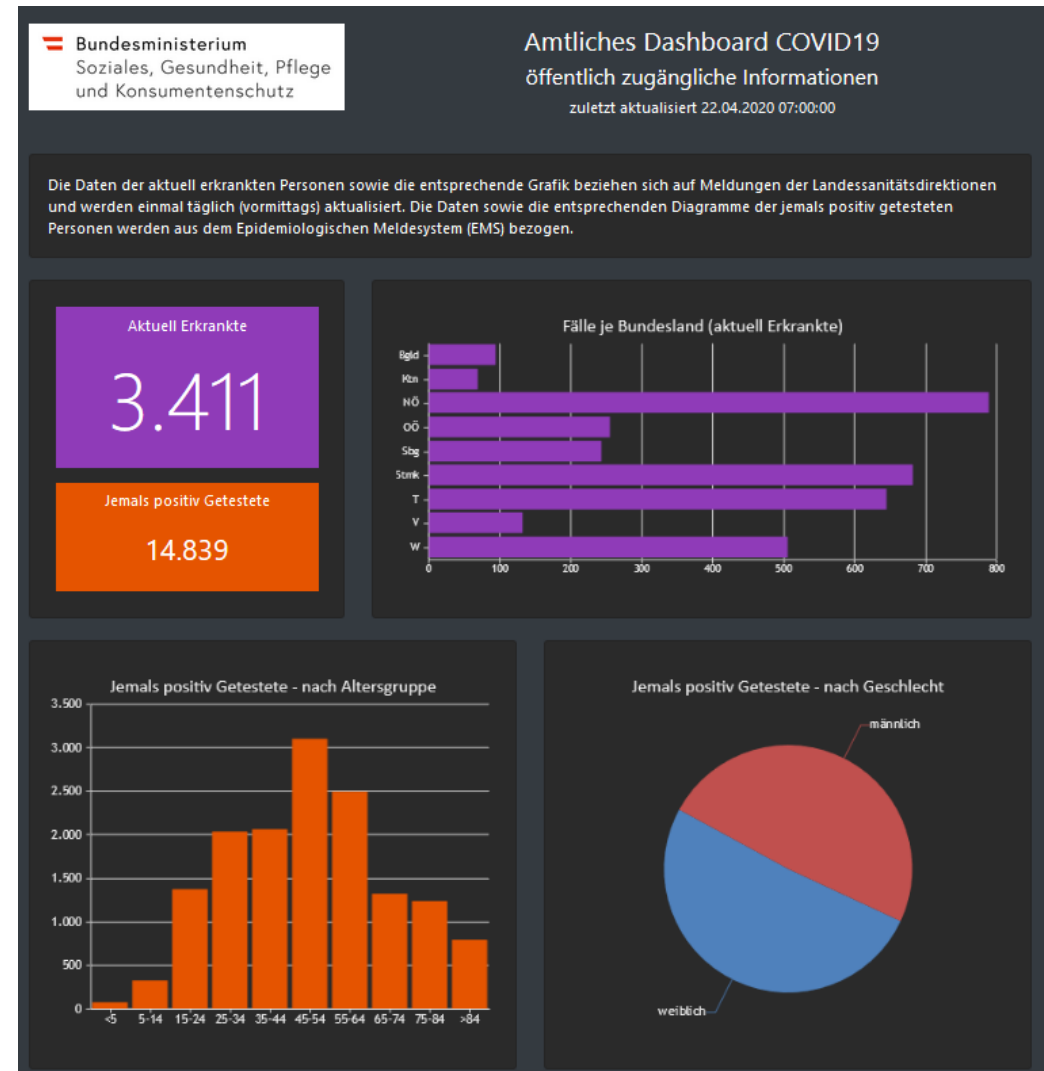 Bundesministerium
Soziales, Gesundheit, Pflege
und Konsumentenschutz
Amtliches Dashboard COVID19
öffentlich zugängliche Informationen
zuletzt aktualisiert 22.04.2020 07:00:00
Die Daten der aktuell erkrankten Personen sowie die entsprechende Grafik beziehen sich auf Meldungen der Landessanitätsdirektionen
und werden einmal täglich (vormittags) aktualisiert. Die Daten sowie die entsprechenden Diagramme der jemals positiv getesteten
Personen werden aus dem Epidemiologischen Meldesystem (EMS) bezogen.
Aktuell Erkrankte
3.411
Jemals positiv Getestete
14.839
Fälle je Bundesland (aktuell Erkrankte)
Bgld
Ktn
NÖ
OÖ
Sbg
Stmk
T
V
W
0 100 200 300 400 500 600 700 800
Jemals positiv Getestete - nach Altersgruppe
3.500
3.000
2.500
2.000
1.500
1.000
500
0
<5 5-14 15-24 25-34 35-44 45-54 55-64 65-74 75-84 >84
Jemals positiv Getestete - nach Geschlecht
männlich
weiblich